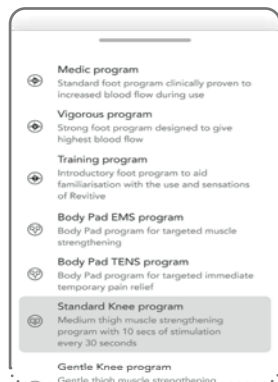 Medic program
Standard foot program clinically proven to
increased blood flow during use
Vigorous program
Strong foot program designed to give
highest blood flow
Training program
Introductory foot program to aid
familiarisation with the use and sensations
of Revitive
Body Pad EMS program
Body Pad program for targeted muscle
strengthening
Body Pad TENS program
Body Pad program for targeted immediate
temporary pain relief
Standard Knee program
Medium thigh muscle strengthening
program with 10 secs of stimulation
every 30 seconds
Gentle Knee program
Gentle thigh muscle strengthening